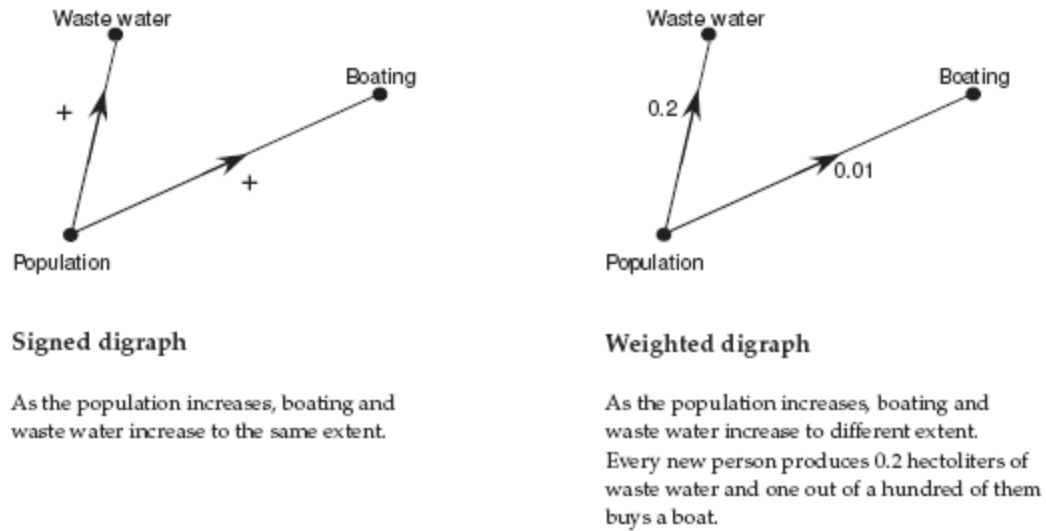 Waste water
Boating
+
+
Population
Signed digraph
As the population increases, boating and
waste water increase to the same extent.
Waste water
Boating
0.2
0.01
Population
Weighted digraph
As the population increases, boating and
waste water increase to different extent.
Every new person produces 0.2 hectoliters of
waste water and one out of a hundred of them
buys a boat.